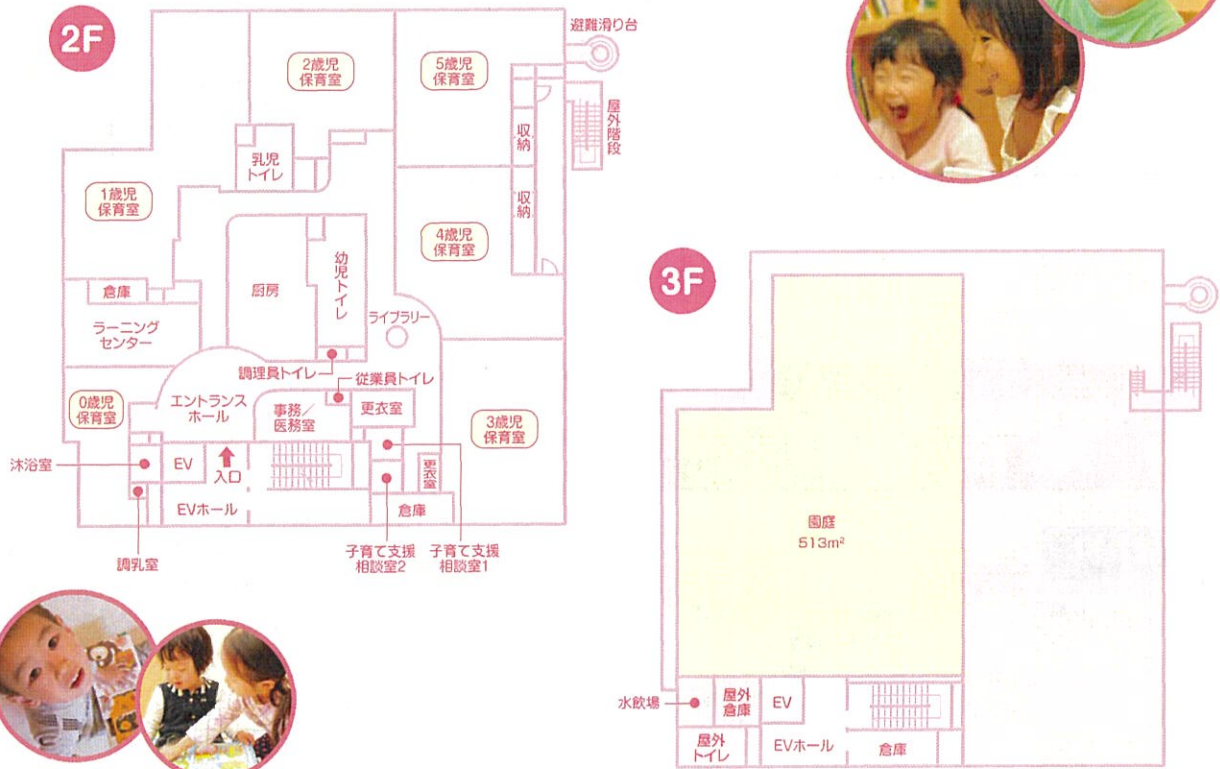 2F
避難滑り台
2歳児
保育室
5歳児
保育室
屋外階段
収納
乳児
トイレ
1歳児
保育室
収納
4歳児
保育室
幼児トイレ
厨房
倉庫
ラーニング
センター
ライブラリー
調理員トイレ
従業員トイレ
0歳児
保育室
エントランス
ホール
事務/
医務室
更衣室
3歳児
保育室
沐浴室
EV
入口
更衣室
EVホール
倉庫
調乳室
子育て支援
相談室2
子育て支援
相談室1
3F
園庭
513m²
水飲場
屋外
倉庫
EV
屋外
トイレ
EVホール
倉庫